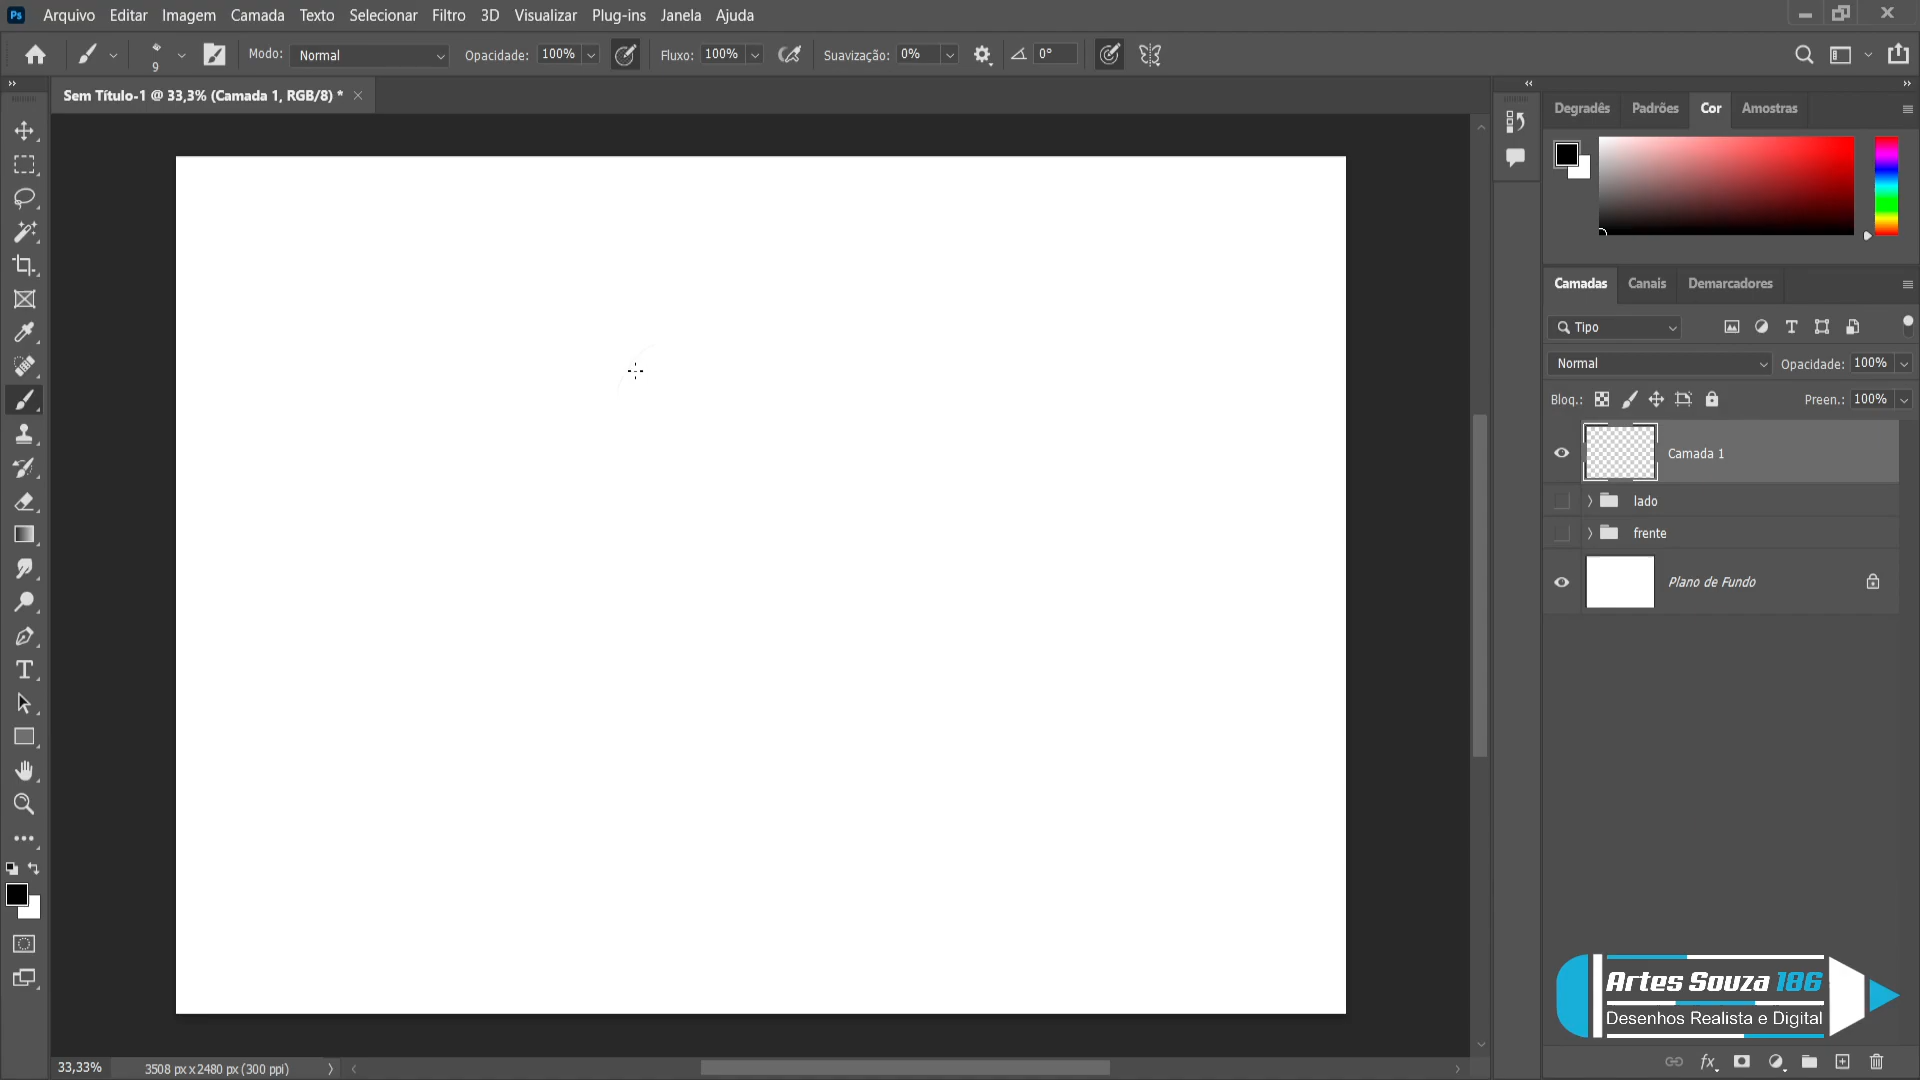 Ps Arquivo Editar Imagem Camada Texto Selecionar Filtro 3D Visualizar Plug-ins Janela Ajuda
9 Modo: Normal Opacidade: 100% Fluxo: 100% Suavização: 0% 0°
Sem Título-1 @ 33,3% (Camada 1, RGB/8) *
Degradês Padrões Cor Amostras
Camadas Canais Demarcadores
Tipo
Normal Opacidade: 100%
Bloq.: Preen.: 100%
Camada 1
lado
frente
Plano de Fundo
Artes Souza 186
Desenhos Realista e Digital
33,33% 3508 px x 2480 px (300 ppi)
fx